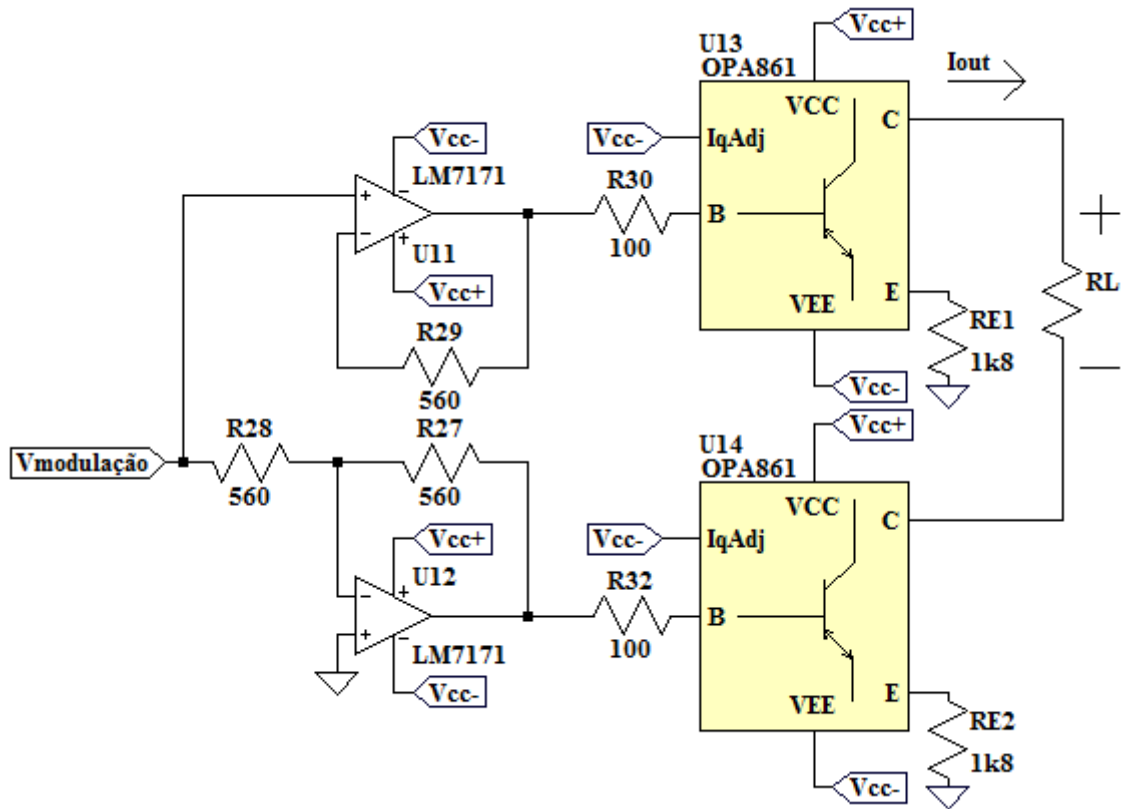 Vcc+
U13
OPA861
Iout
VCC
C
Vcc-
IqAdj
Vcc-
LM7171
R30
B
100
+
-
-
+
U11
Vcc+
VEE
E
RE1
1k8
+
RL
—
R29
560
Vcc-
Vcc+
R28
R27
Vmodulação
560
560
U14
OPA861
VCC
C
Vcc+
Vcc-
IqAdj
U12
+
-
+
-
R32
B
100
LM7171
Vcc-
VEE
E
RE2
1k8
Vcc-